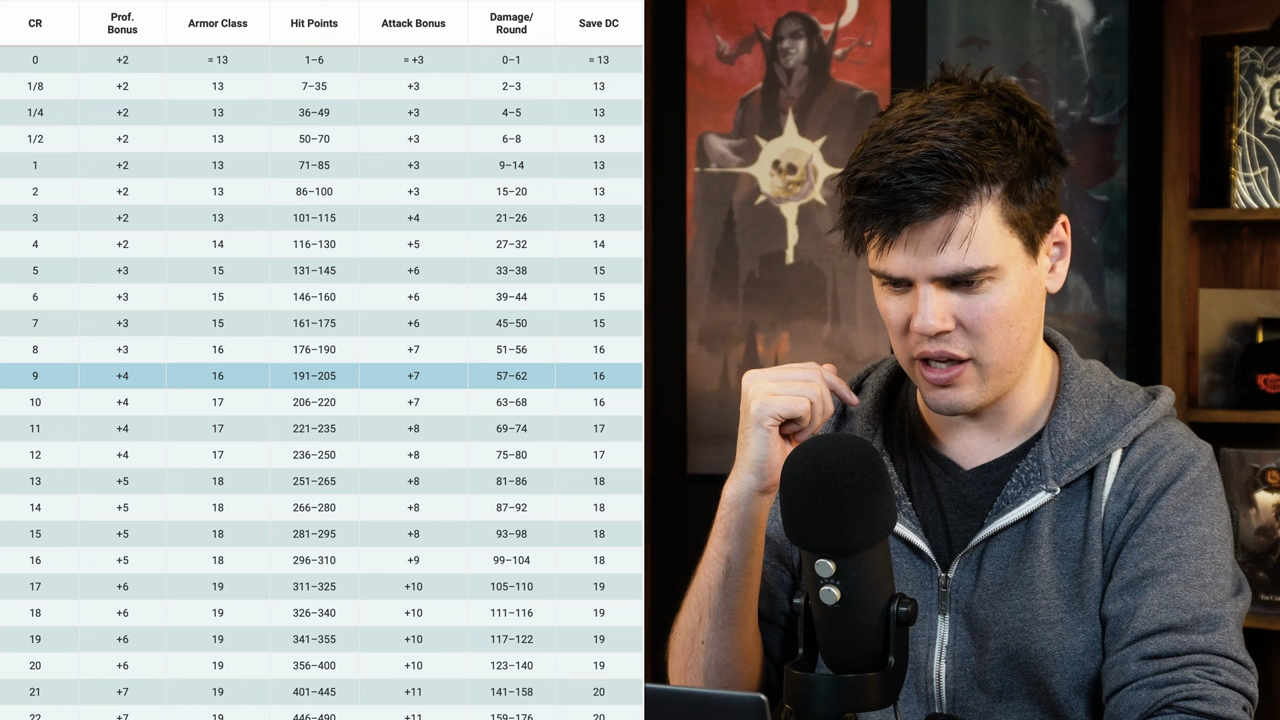 CR Prof. Bonus Armor Class Hit Points Attack Bonus Damage/ Round Save DC
0 +2 = 13 1–6 = +3 0–1 = 13
1/8 +2 13 7–35 +3 2–3 13
1/4 +2 13 36–49 +3 4–5 13
1/2 +2 13 50–70 +3 6–8 13
1 +2 13 71–85 +3 9–14 13
2 +2 13 86–100 +3 15–20 13
3 +2 13 101–115 +4 21–26 13
4 +2 14 116–130 +5 27–32 14
5 +3 15 131–145 +6 33–38 15
6 +3 15 146–160 +6 39–44 15
7 +3 15 161–175 +6 45–50 15
8 +3 16 176–190 +7 51–56 16
9 +4 16 191–205 +7 57–62 16
10 +4 17 206–220 +7 63–68 16
11 +4 17 221–235 +8 69–74 17
12 +4 17 236–250 +8 75–80 17
13 +5 18 251–265 +8 81–86 18
14 +5 18 266–280 +8 87–92 18
15 +5 18 281–295 +8 93–98 18
16 +5 18 296–310 +9 99–104 18
17 +6 19 311–325 +10 105–110 19
18 +6 19 326–340 +10 111–116 19
19 +6 19 341–355 +10 117–122 19
20 +6 19 356–400 +10 123–140 19
21 +7 19 401–445 +11 141–158 20
22 +7 19 446–490 +11 159–176 20